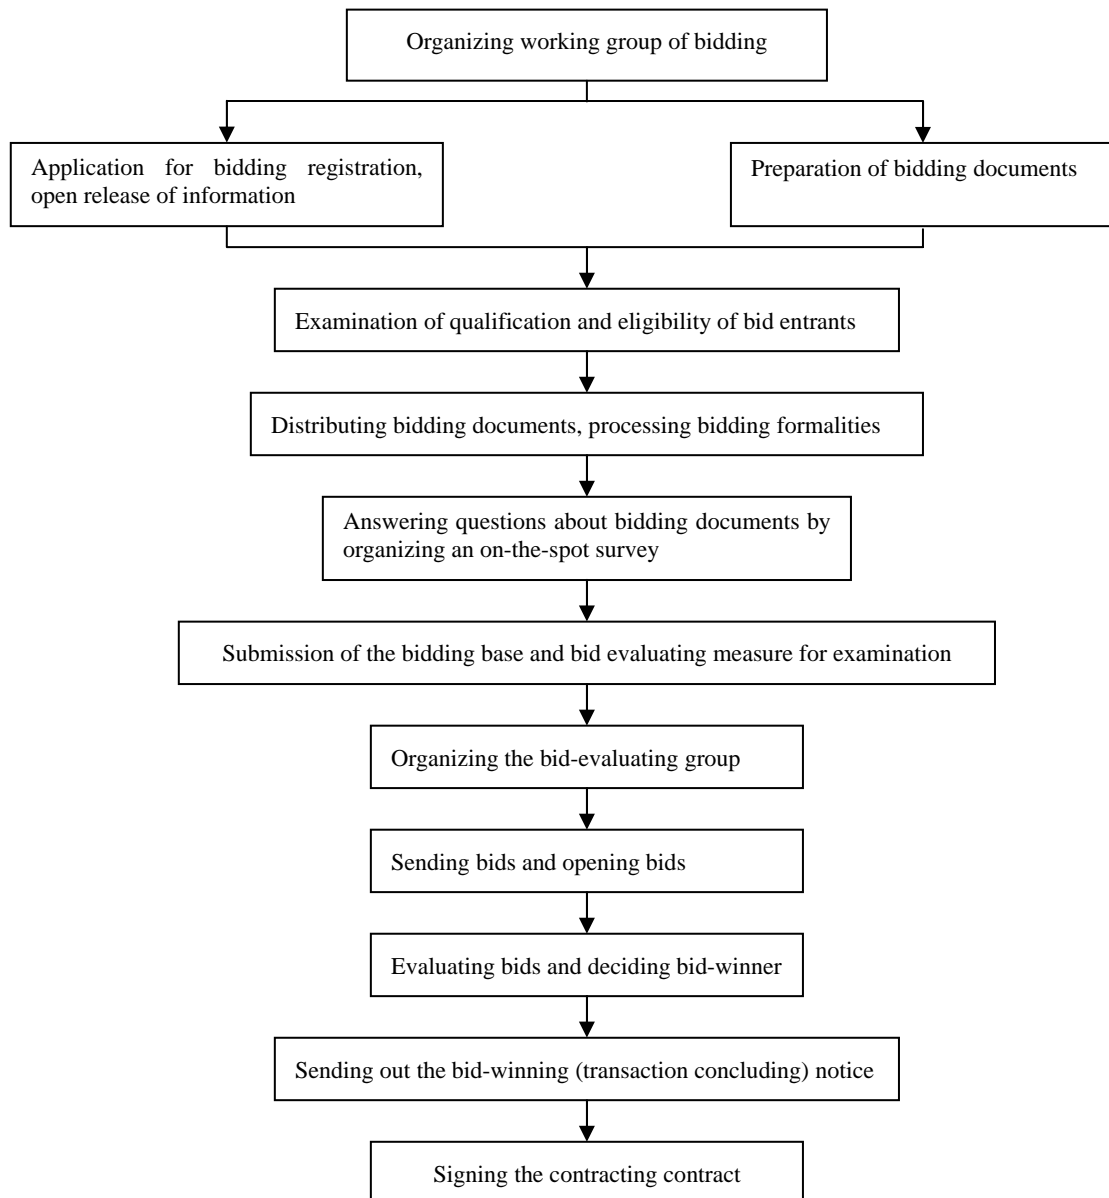 Organizing working group of bidding
Application for bidding registration,
open release of information
Preparation of bidding documents
Examination of qualification and eligibility of bid entrants
Distributing bidding documents, processing bidding formalities
Answering questions about bidding documents by
organizing an on-the-spot survey
Submission of the bidding base and bid evaluating measure for examination
Organizing the bid-evaluating group
Sending bids and opening bids
Evaluating bids and deciding bid-winner
Sending out the bid-winning (transaction concluding) notice
Signing the contracting contract